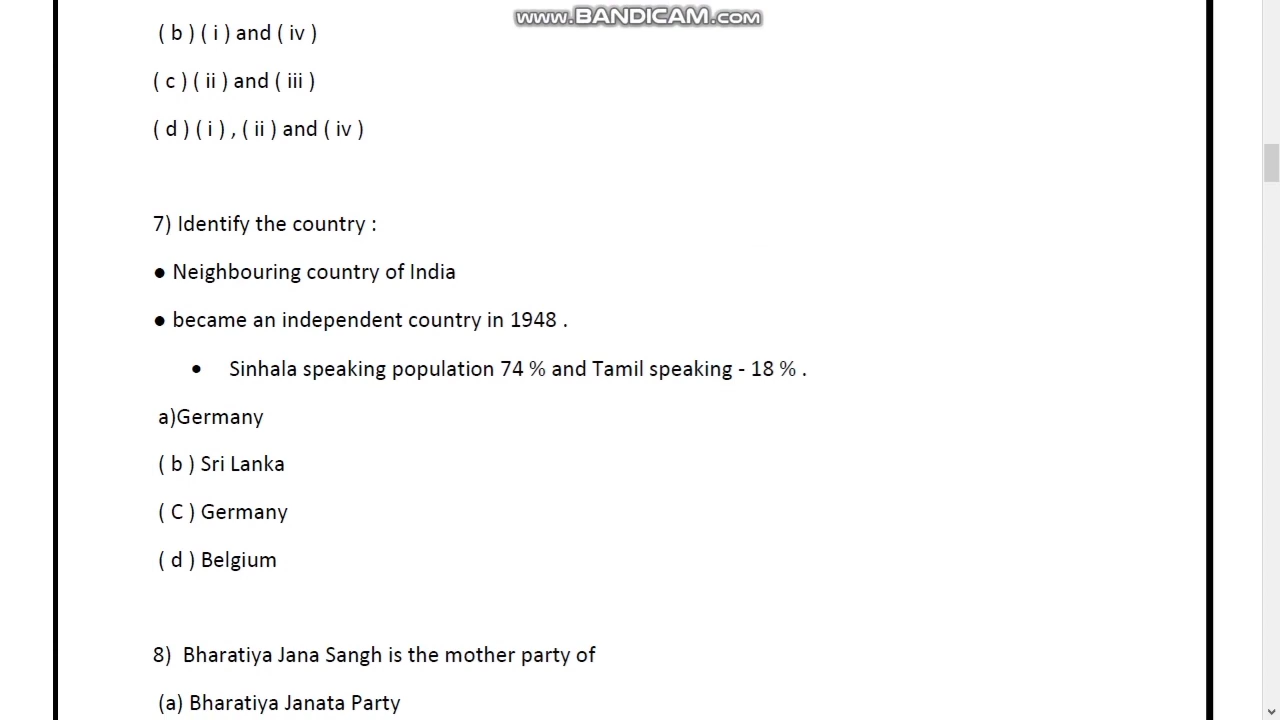 www.BANDICAM.com
( b ) ( i ) and ( iv )
( c ) ( ii ) and ( iii )
( d ) ( i ) , ( ii ) and ( iv )
7) Identify the country :
● Neighbouring country of India
● became an independent country in 1948 .
• Sinhala speaking population 74 % and Tamil speaking - 18 % .
a)Germany
( b ) Sri Lanka
( C ) Germany
( d ) Belgium
8) Bharatiya Jana Sangh is the mother party of
(a) Bharatiya Janata Party